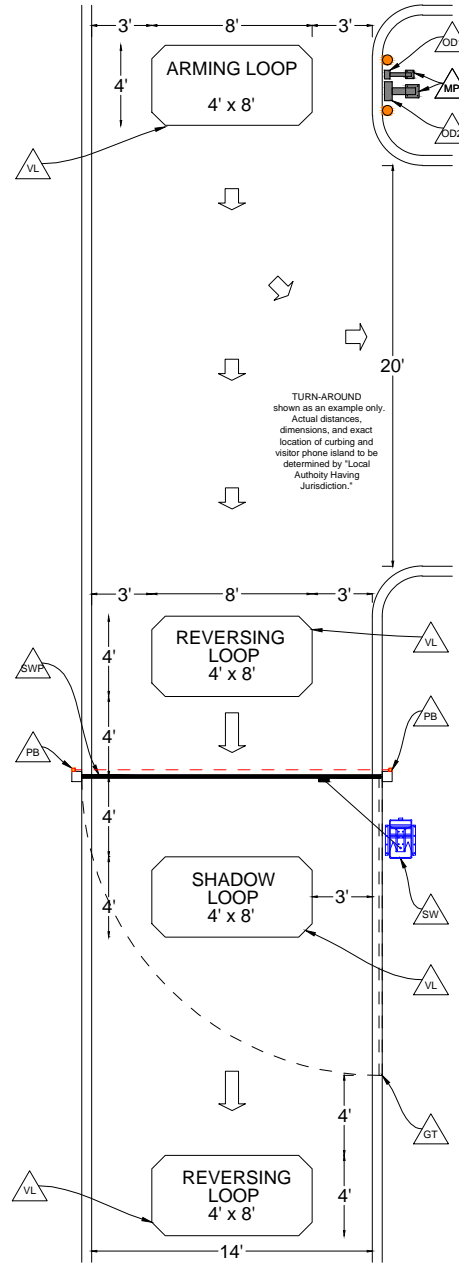 3'
8'
3'
4'
ARMING LOOP
4' x 8'
OD1
MP
OD2
VL
20'
TURN-AROUND
shown as an example only.
Actual distances,
dimensions, and exact
location of curbing and
visitor phone island to be
determined by "Local
Authoity Having
Jurisdiction."
3'
8'
3'
4'
REVERSING
LOOP
4' x 8'
VL
SWP
4'
PB
PB
4'
SW
SHADOW
LOOP
4' x 8'
3'
4'
VL
4'
GT
VL
REVERSING
LOOP
4' x 8'
4'
14'